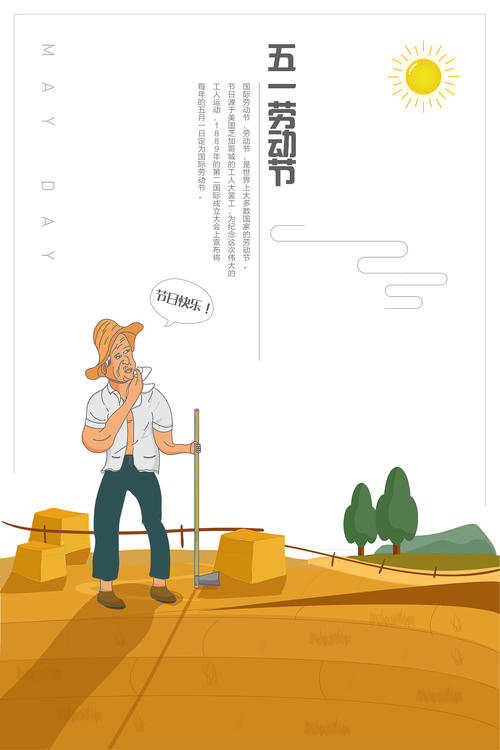 五一劳动节
国际劳动节、劳动节,是世界上大多数国家的劳动节。
节日源于美国芝加哥城的工人大罢工,为纪念这次伟大的
工人运动,1889年的第二国际成立大会上宣布将
每年的五月一日定为国际劳动节。
MAY DAY
节日快乐!